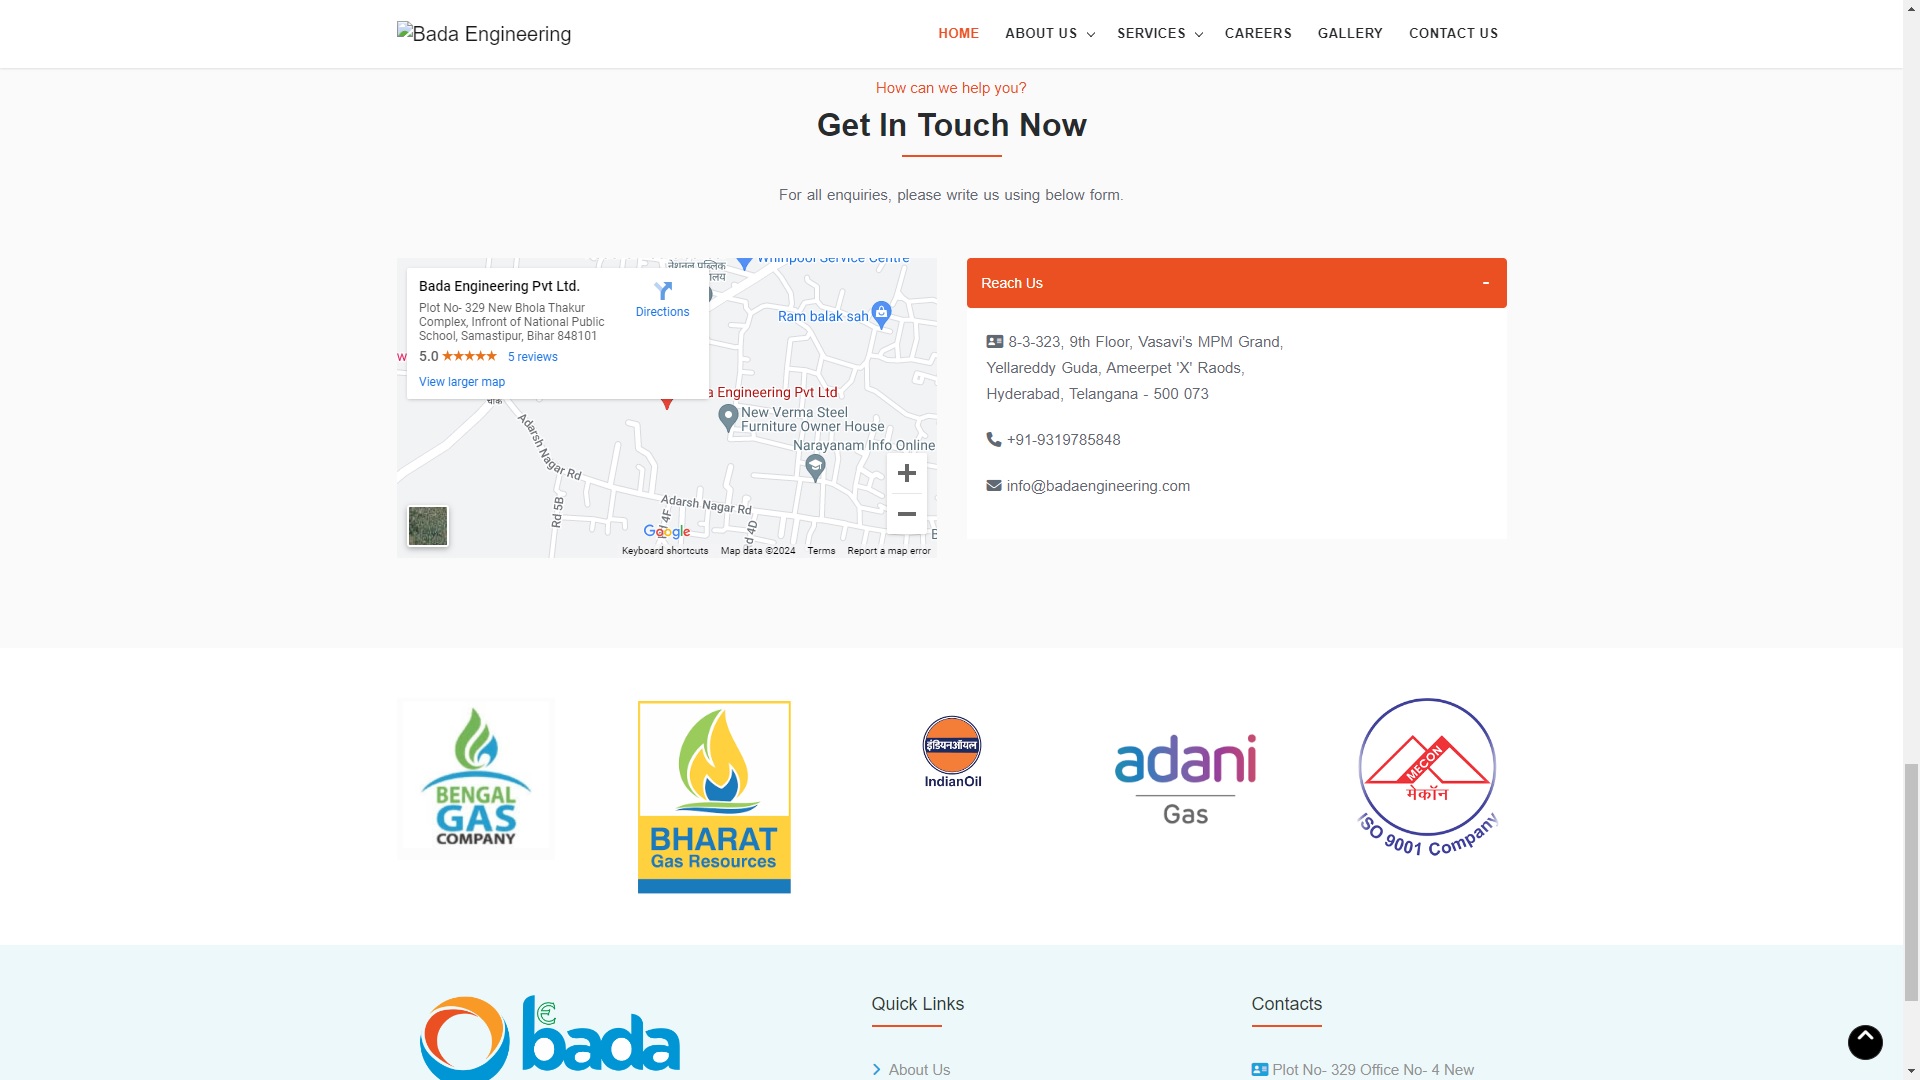 Bada Engineering
HOME
ABOUT US
SERVICES
CAREERS
GALLERY
CONTACT US
How can we help you?
Get In Touch Now
For all enquiries, please write us using below form.
नेशनल पब्लिक
Whirlpool Service Centre
Bada Engineering Pvt Ltd.
Plot No- 329 New Bhola Thakur
Complex, Infront of National Public
School, Samastipur, Bihar 848101
5.0 ★★★★★ 5 reviews
View larger map
Directions
Ram balak sah
a Engineering Pvt Ltd
New Verma Steel
Furniture Owner House
Narayanam Info Online
Adarsh Nagar Rd
Adarsh Nagar Rd
Rd 5B
Rd 4F
Rd 4D
Google
Keyboard shortcuts
Map data ©2024
Terms
Report a map error
Reach Us
-
8-3-323, 9th Floor, Vasavi's MPM Grand,
Yellareddy Guda, Ameerpet 'X' Raods,
Hyderabad, Telangana - 500 073
+91-9319785848
info@badaengineering.com
BENGAL
GAS
COMPANY
BHARAT
Gas Resources
इंडियनऑयल
IndianOil
adani
Gas
MECON
मेकॉन
ISO 9001 Company
bada
Quick Links
About Us
Contacts
Plot No- 329 Office No- 4 New